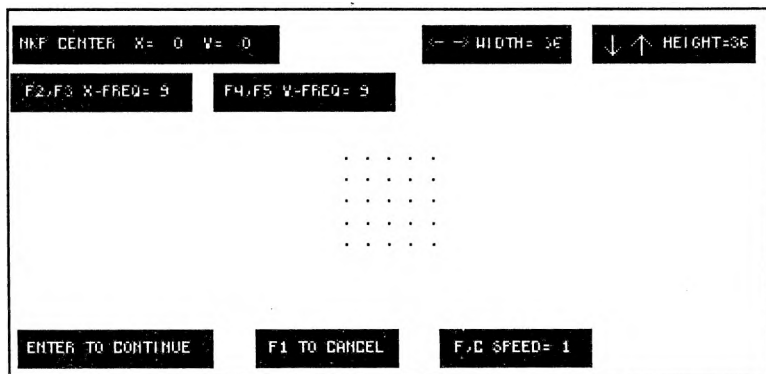 NKP CENTER X= 0 Y= 0 ← → WIDTH= 36 ↓ ↑ HEIGHT=36
F2/F3 X-FREQ= 9 F4/F5 Y-FREQ= 9
ENTER TO CONTINUE F1 TO CANCEL F/C SPEED= 1